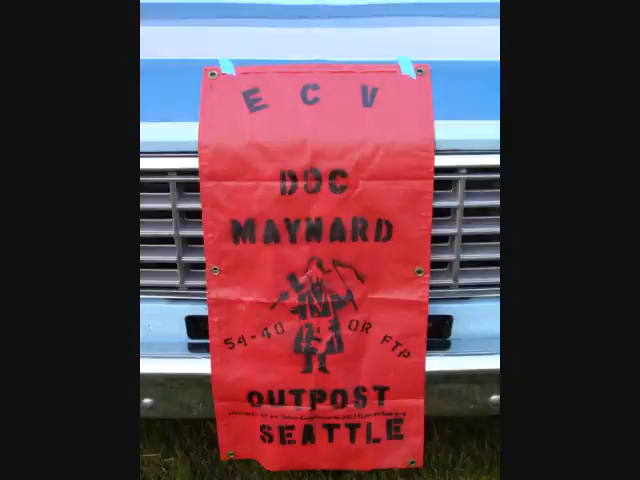 E C V
DOC
MAYNARD
54-40 OR FTP
OUTPOST
SEATTLE